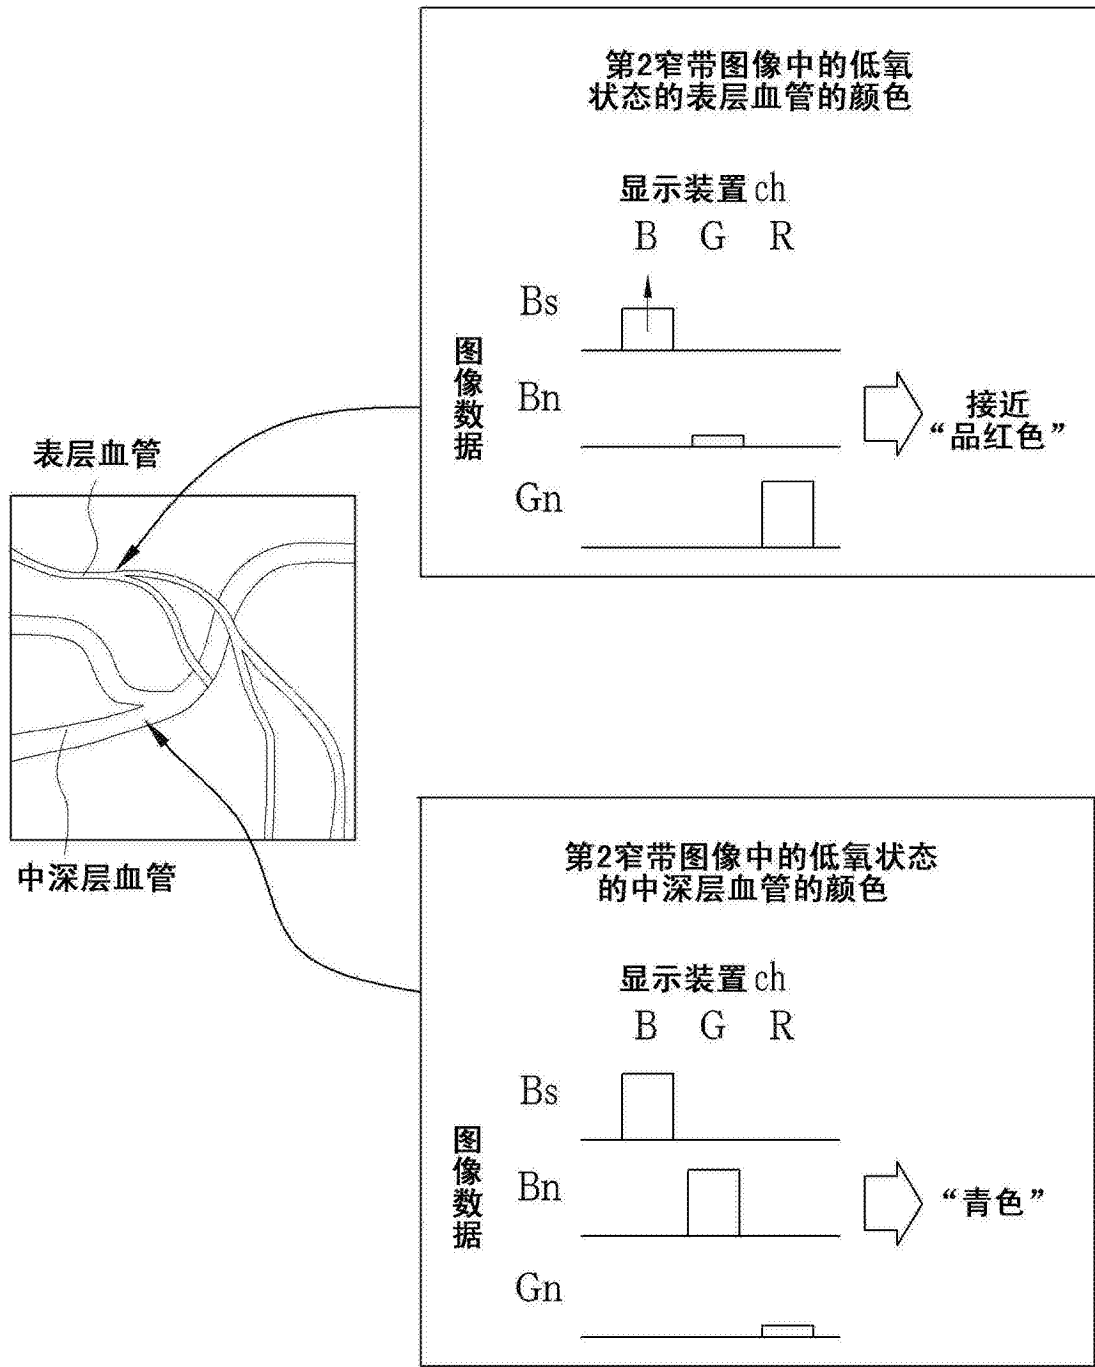 第2窄带图像中的低氧
状态的表层血管的颜色
显示装置ch
B G R
Bs
图像数据
Bn
接近
“品红色”
Gn
表层血管
中深层血管
第2窄带图像中的低氧状态
的中深层血管的颜色
显示装置ch
B G R
Bs
图像数据
Bn
“青色”
Gn